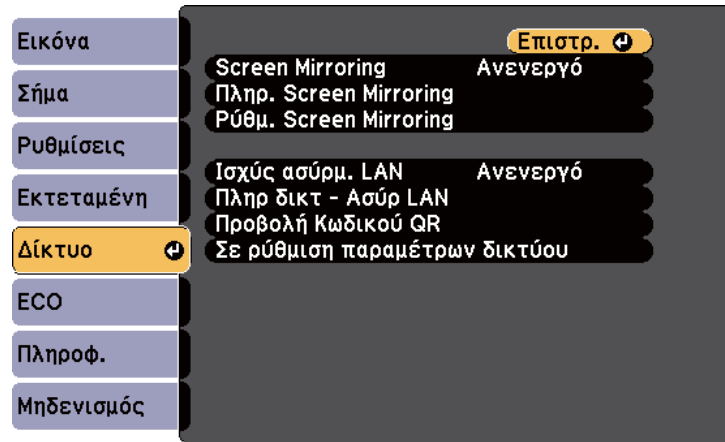 Εικόνα
Σήμα
Ρυθμίσεις
Εκτεταμένη
Δίκτυο
ECO
Πληροφ.
Μηδενισμός
Επιστρ.
Screen Mirroring Ανενεργό
Πληρ. Screen Mirroring
Ρύθμ. Screen Mirroring
Ισχύς ασύρμ. LAN Ανενεργό
Πληρ δικτ - Ασύρ LAN
Προβολή Κωδικού QR
Σε ρύθμιση παραμέτρων δικτύου